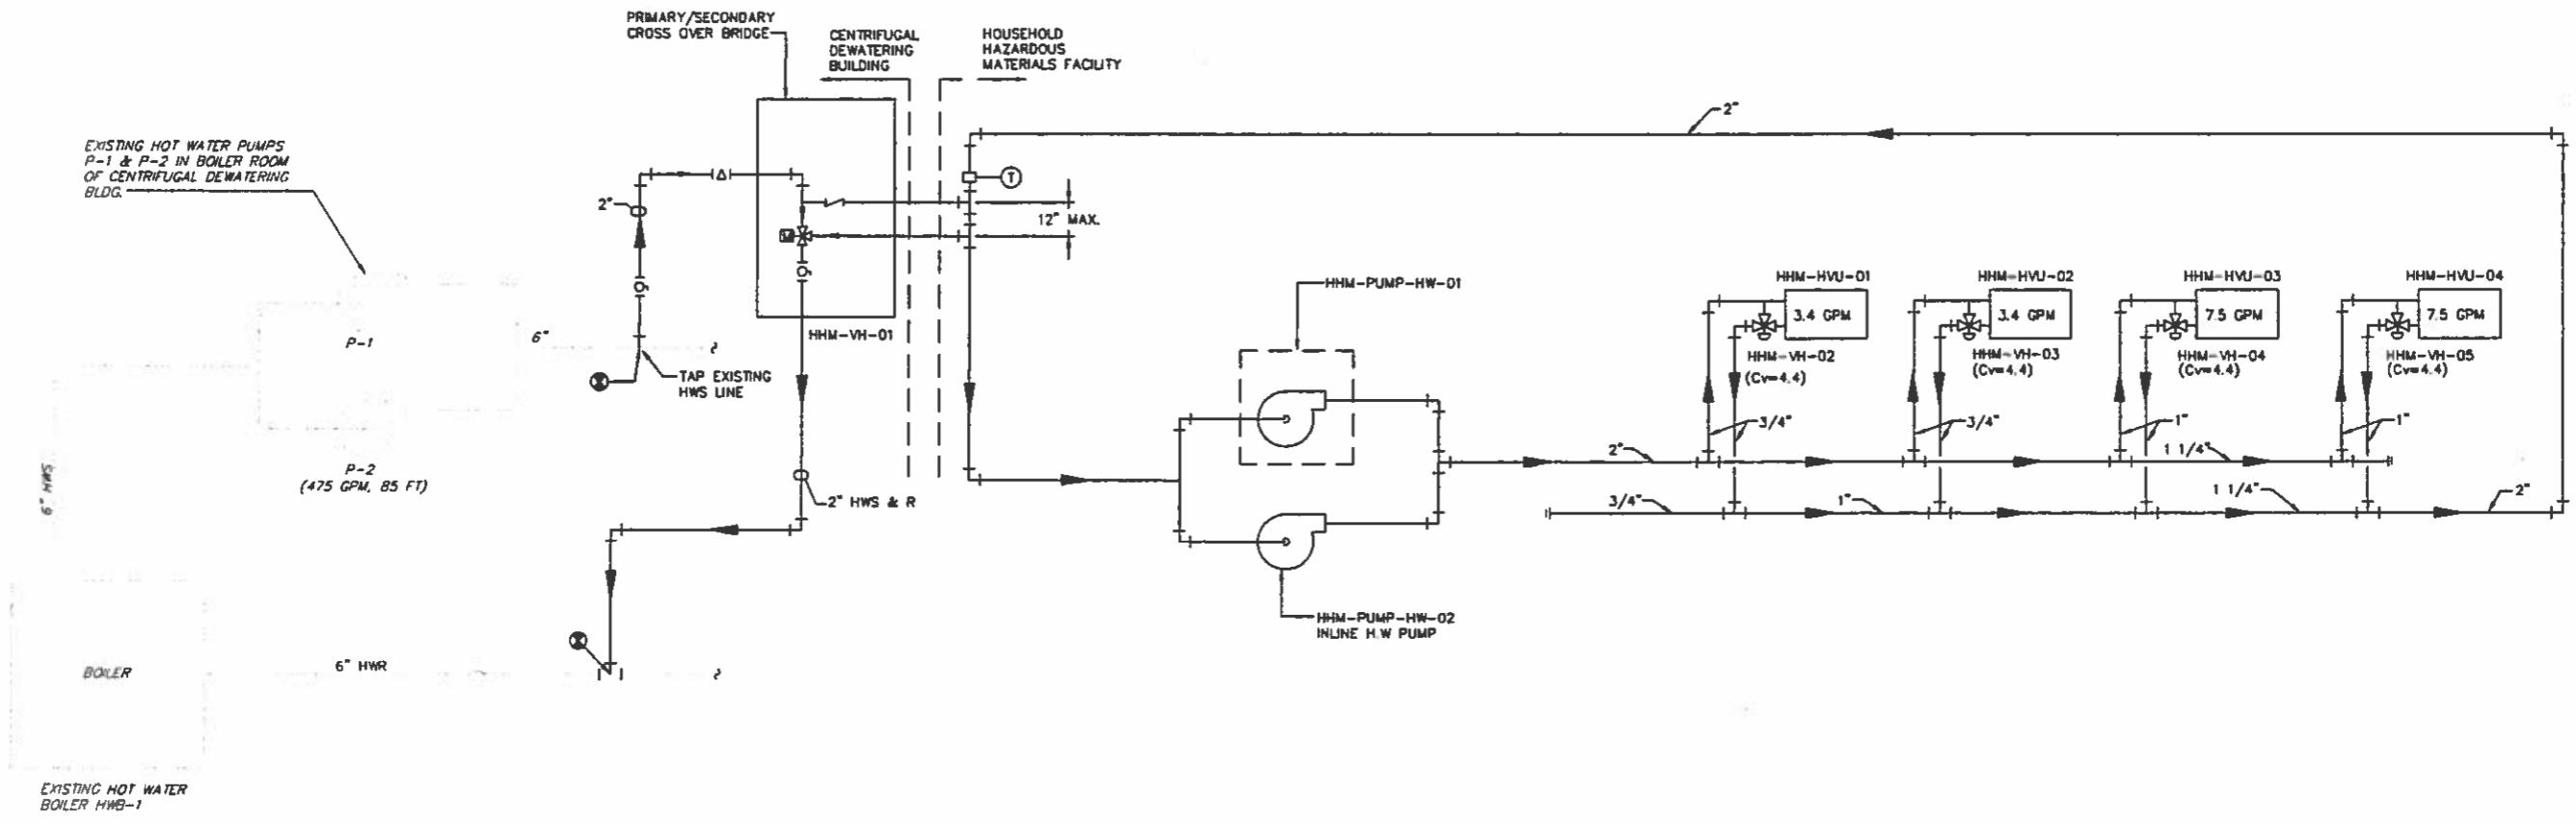 PRIMARY/SECONDARY
CROSS OVER BRIDGE
CENTRIFUGAL
DEWATERING
BUILDING
HOUSEHOLD
HAZARDOUS
MATERIALS FACILITY
EXISTING HOT WATER PUMPS
P-1 & P-2 IN BOILER ROOM
OF CENTRIFUGAL DEWATERING
BLDG.
2"
2"
T
12" MAX.
M
HHM-VH-01
P-1
6"
TAP EXISTING
HWS LINE
P-2
(475 GPM, 85 FT)
6" HWS
2" HWS & R
BOILER
6" HWR
EXISTING HOT WATER
BOILER HWB-1
HHM-PUMP-HW-01
HHM-PUMP-HW-02
INLINE H.W PUMP
HHM-HVU-01
3.4 GPM
HHM-VH-02
(Cv=4.4)
3/4"
HHM-HVU-02
3.4 GPM
HHM-VH-03
(Cv=4.4)
3/4"
HHM-HVU-03
7.5 GPM
HHM-VH-04
(Cv=4.4)
1"
HHM-HVU-04
7.5 GPM
HHM-VH-05
(Cv=4.4)
1"
2"
1 1/4"
3/4"
1"
1 1/4"
2"